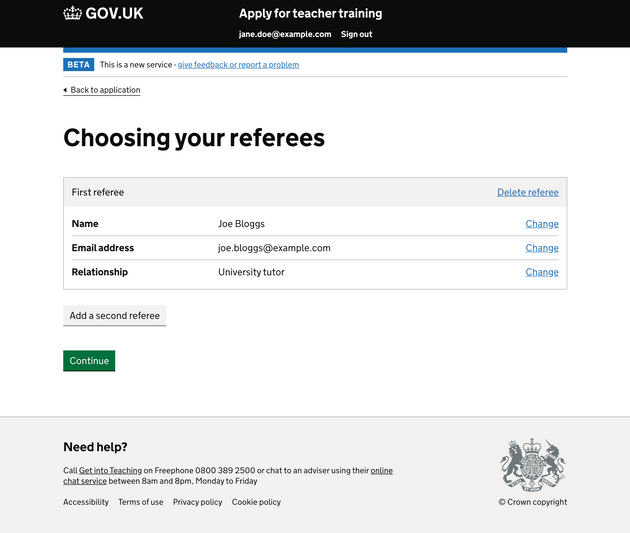 GOV.UK
Apply for teacher training
jane.doe@example.com Sign out
BETA This is a new service - give feedback or report a problem
Back to application
Choosing your referees
First referee Delete referee
Name Joe Bloggs Change
Email address joe.bloggs@example.com Change
Relationship University tutor Change
Add a second referee
Continue
Need help?
Call Get into Teaching on Freephone 0800 389 2500 or chat to an adviser using their online
chat service between 8am and 8pm, Monday to Friday
Accessibility Terms of use Privacy policy Cookie policy
© Crown copyright